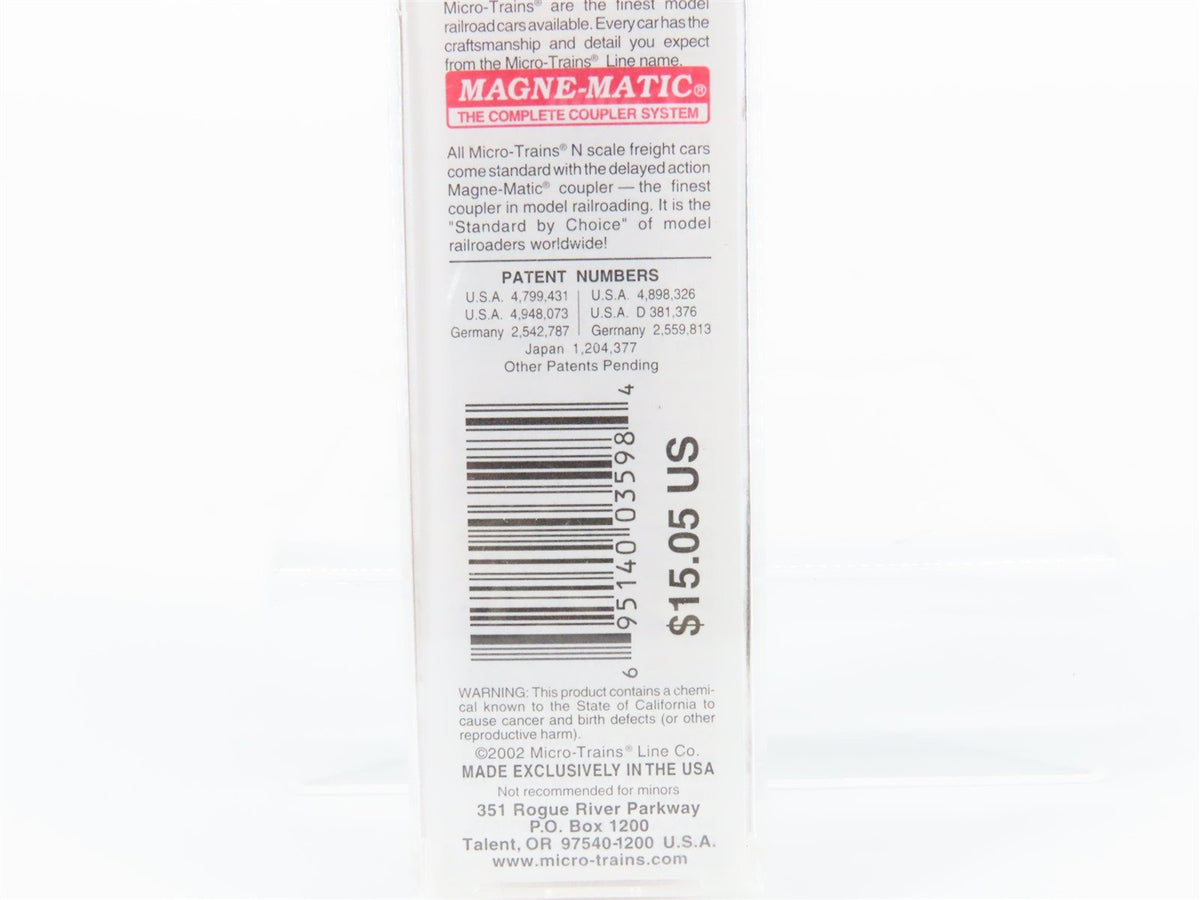 Micro-Trains® are the finest model
railroad cars available. Every car has the
craftsmanship and detail you expect
from the Micro-Trains® Line name.
MAGNE-MATIC®
THE COMPLETE COUPLER SYSTEM
All Micro-Trains® N scale freight cars
come standard with the delayed action
Magne-Matic® coupler — the finest
coupler in model railroading. It is the
"Standard by Choice" of model
railroaders worldwide!
PATENT NUMBERS
U.S.A. 4,799,431 | U.S.A. 4,898,326
U.S.A. 4,948,073 | U.S.A. D 381,376
Germany 2,542,787 | Germany 2,559,813
Japan 1,204,377
Other Patents Pending
6 95140 03598 4
$15.05 US
WARNING: This product contains a chemi-
cal known to the State of California to
cause cancer and birth defects (or other
reproductive harm).
©2002 Micro-Trains® Line Co.
MADE EXCLUSIVELY IN THE USA
Not recommended for minors
351 Rogue River Parkway
P.O. Box 1200
Talent, OR 97540-1200 U.S.A.
www.micro-trains.com